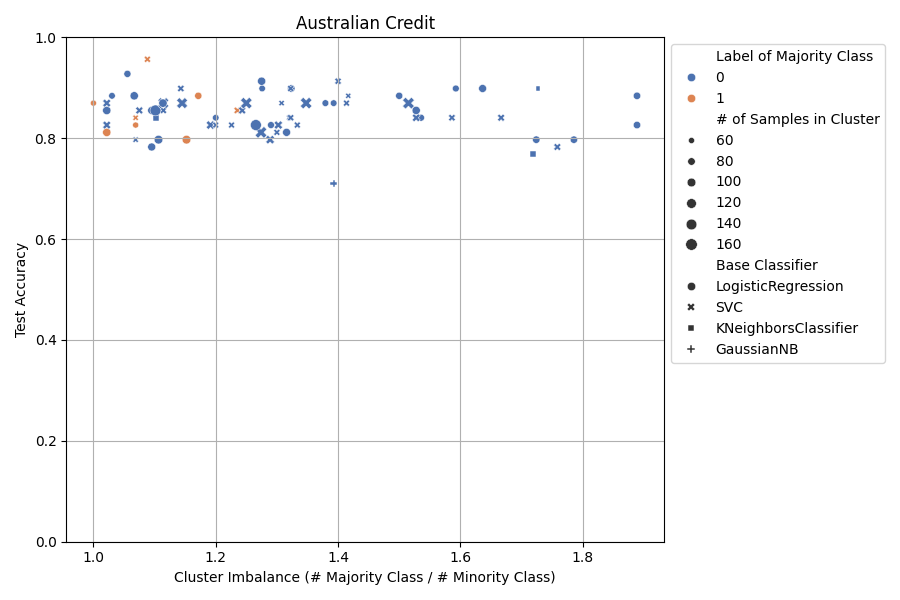 Australian Credit
1.0
0.8
0.6
0.4
0.2
0.0
Test Accuracy
1.0 1.2 1.4 1.6 1.8
Cluster Imbalance (# Majority Class / # Minority Class)
Label of Majority Class
0
1
# of Samples in Cluster
60
80
100
120
140
160
Base Classifier
LogisticRegression
SVC
KNeighborsClassifier
GaussianNB